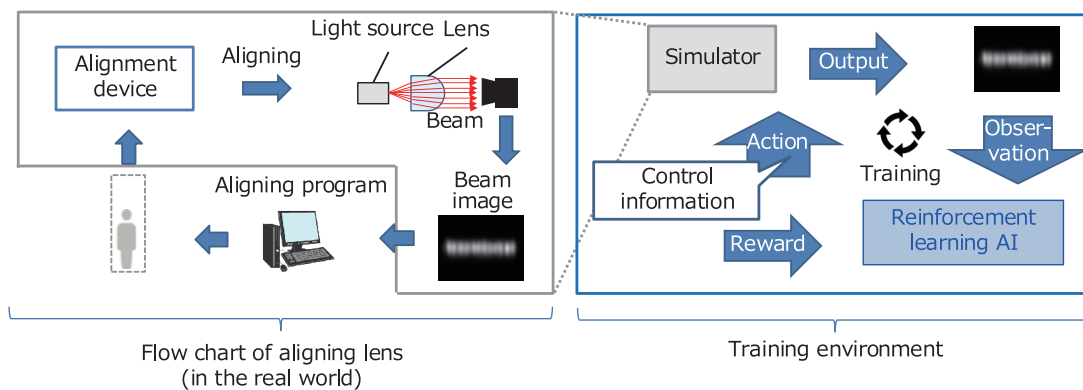 Light source Lens
Alignment
device
Aligning
Beam
Aligning program
Beam
image
Flow chart of aligning lens
(in the real world)
Simulator
Output
Action
Control
information
Training
Obser-
vation
Reward
Reinforcement
learning AI
Training environment